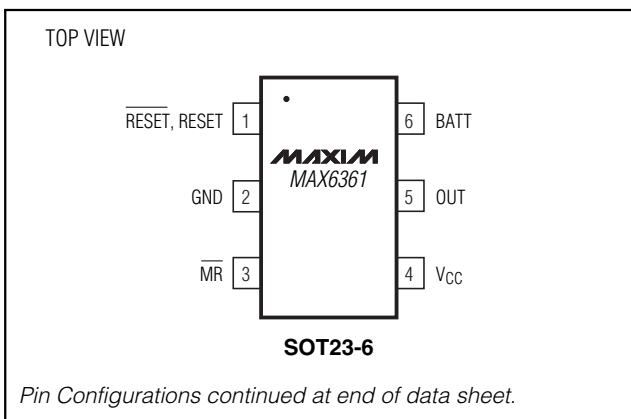 TOP VIEW
RESET, RESET 1
6 BATT
MAXIM
MAX6361
GND 2
5 OUT
MR 3
4 VCC
SOT23-6
Pin Configurations continued at end of data sheet.